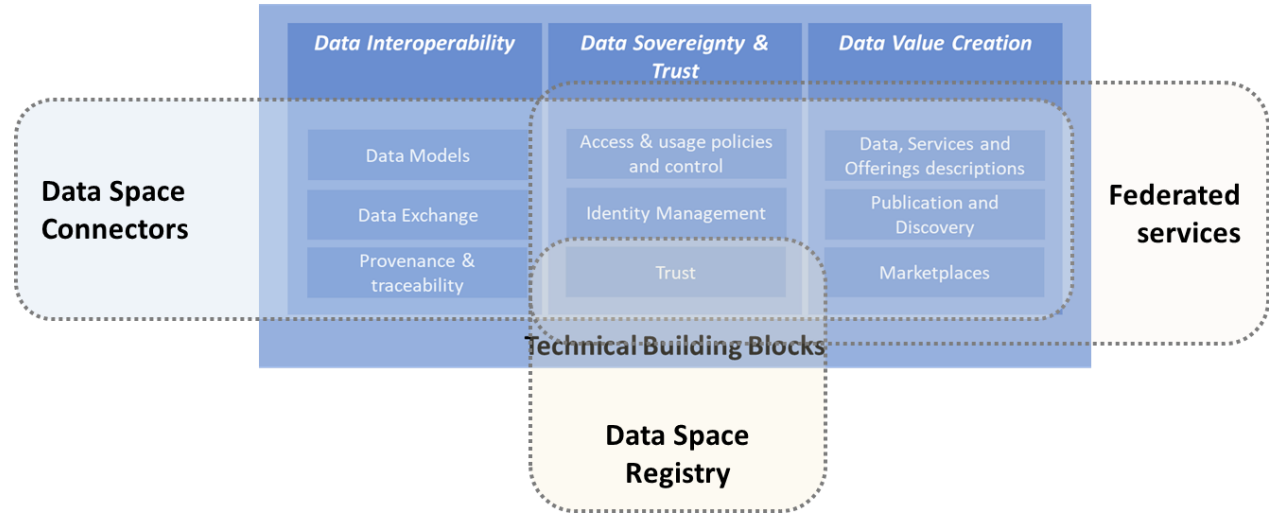 Data Interoperability
Data Sovereignty &
Trust
Data Value Creation
Data Space
Connectors
Data Models
Data Exchange
Provenance &
traceability
Access & usage policies
and control
Identity Management
Trust
Data, Services and
Offerings descriptions
Publication and
Discovery
Marketplaces
Federated
services
Technical Building Blocks
Data Space
Registry